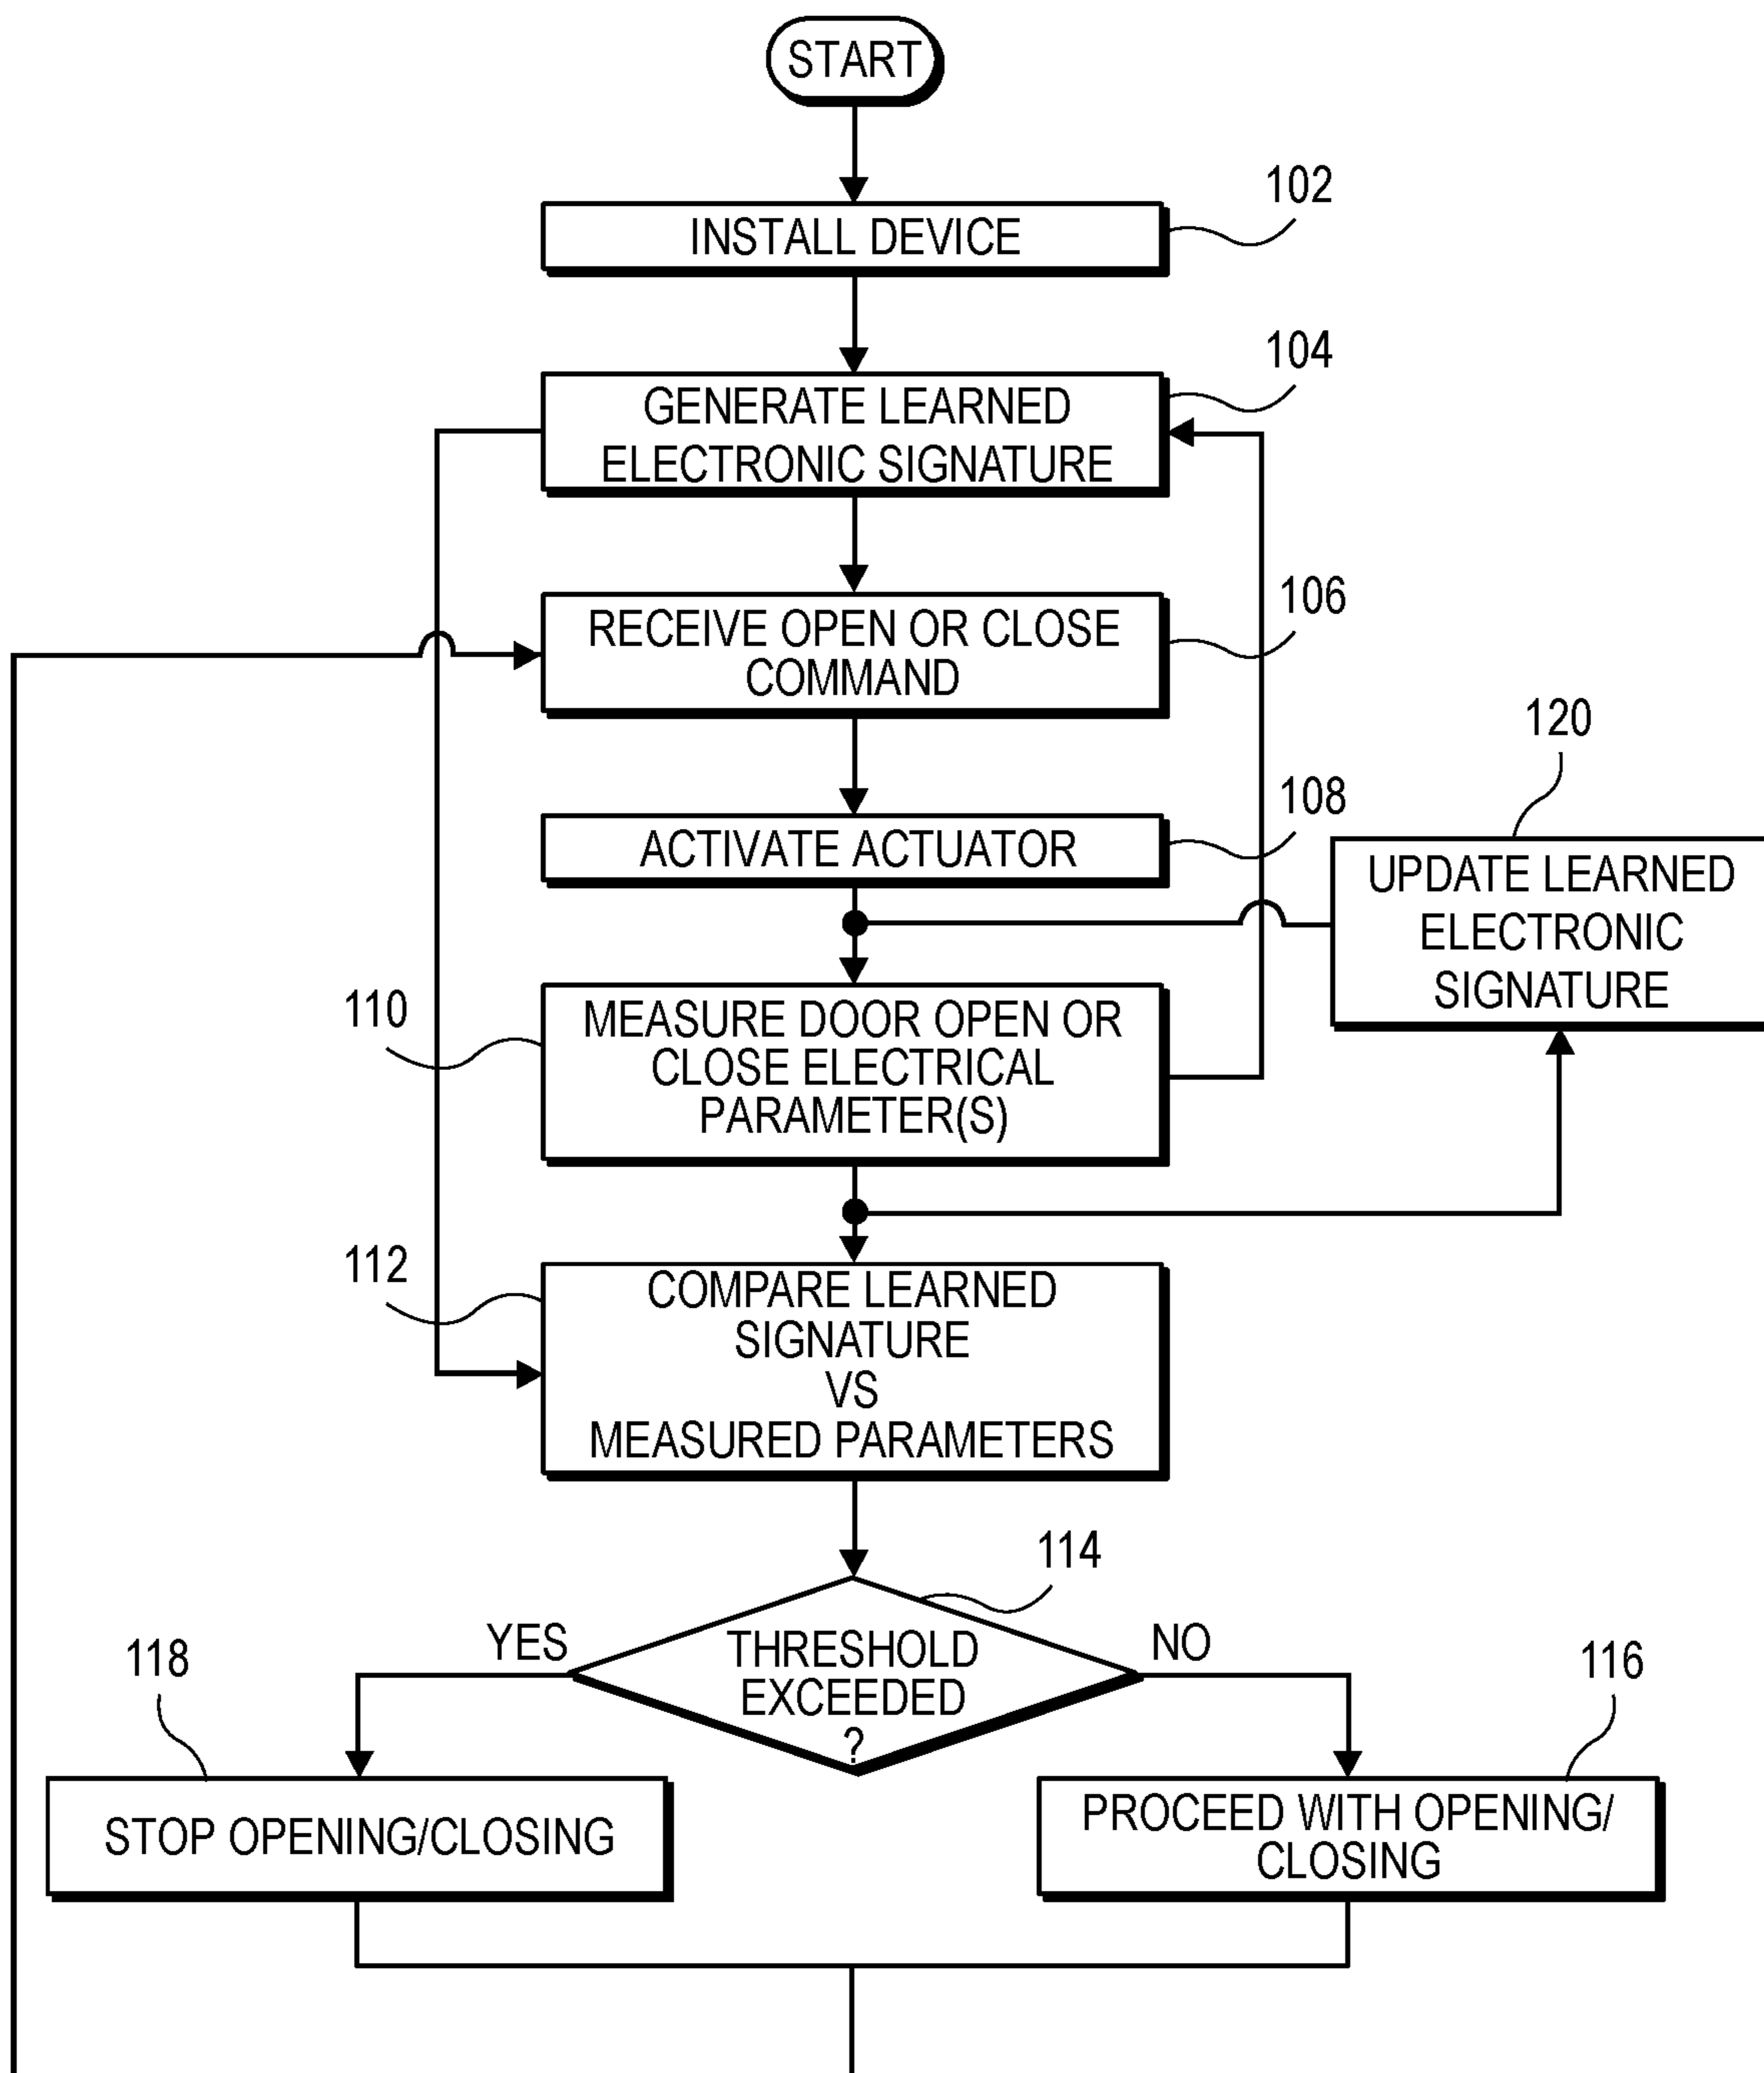 START
102
INSTALL DEVICE
104
GENERATE LEARNED
ELECTRONIC SIGNATURE
106
RECEIVE OPEN OR CLOSE
COMMAND
120
108
ACTIVATE ACTUATOR
UPDATE LEARNED
ELECTRONIC
SIGNATURE
110
MEASURE DOOR OPEN OR
CLOSE ELECTRICAL
PARAMETER(S)
112
COMPARE LEARNED
SIGNATURE
VS
MEASURED PARAMETERS
114
YES
NO
THRESHOLD
EXCEEDED
?
118
116
STOP OPENING/CLOSING
PROCEED WITH OPENING/
CLOSING